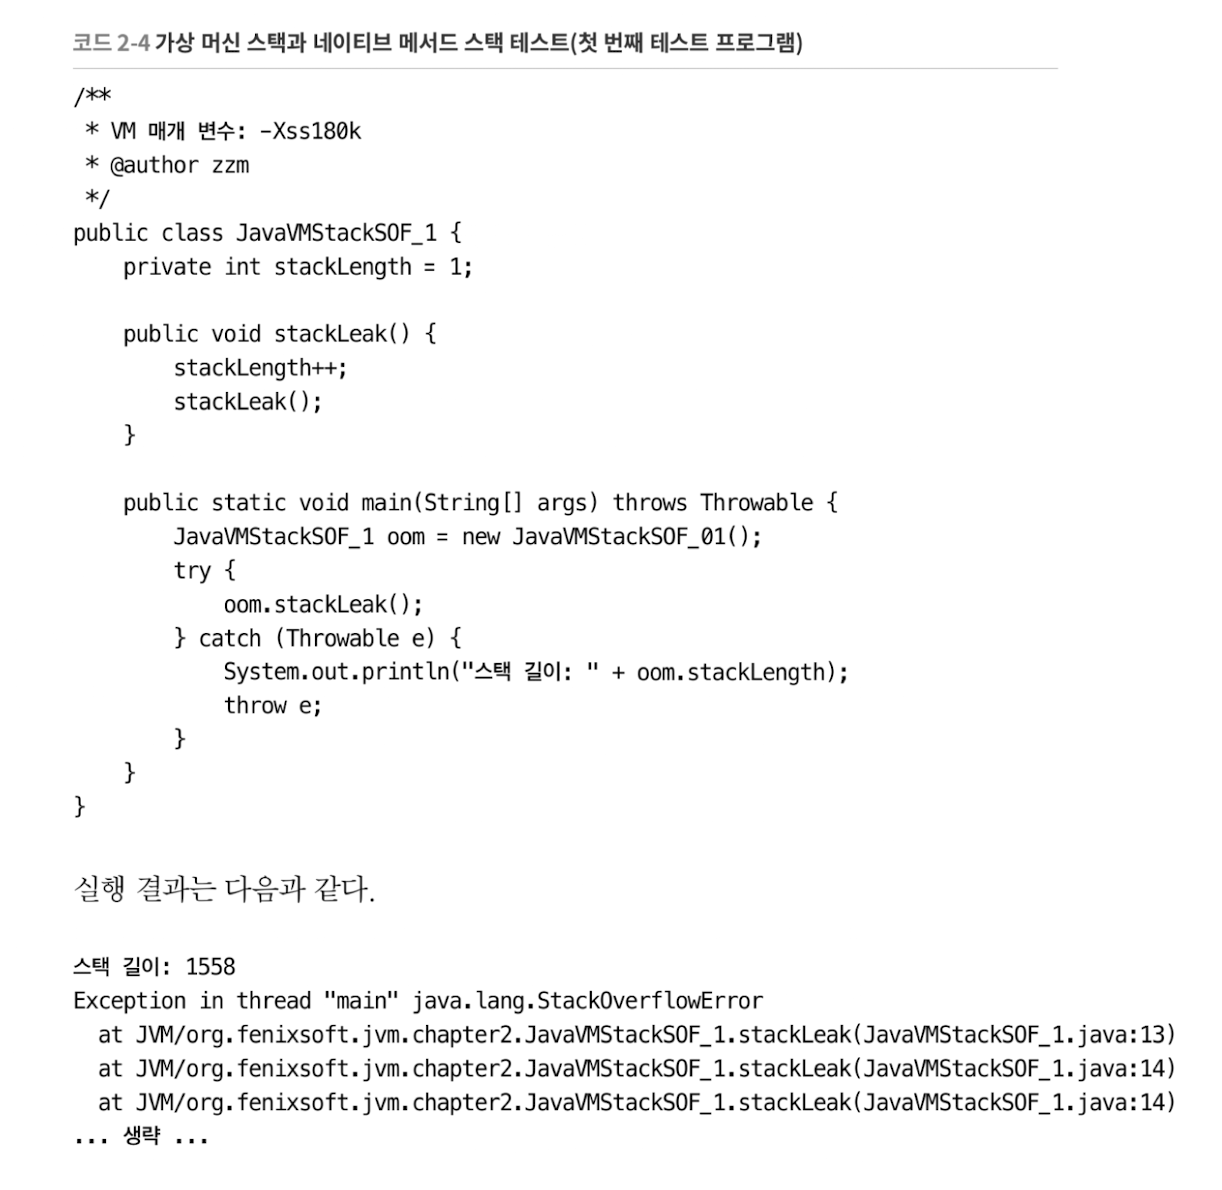 코드 2-4 가상 머신 스택과 네이티브 메서드 스택 테스트(첫 번째 테스트 프로그램)
/**
 * VM 매개 변수: -Xss180k
 * @author zzm
 */
public class JavaVMStackSOF_1 {
    private int stackLength = 1;

    public void stackLeak() {
        stackLength++;
        stackLeak();
    }

    public static void main(String[] args) throws Throwable {
        JavaVMStackSOF_1 oom = new JavaVMStackSOF_01();
        try {
            oom.stackLeak();
        } catch (Throwable e) {
            System.out.println("스택 길이: " + oom.stackLength);
            throw e;
        }
    }
}

실행 결과는 다음과 같다.

스택 길이: 1558
Exception in thread "main" java.lang.StackOverflowError
  at JVM/org.fenixsoft.jvm.chapter2.JavaVMStackSOF_1.stackLeak(JavaVMStackSOF_1.java:13)
  at JVM/org.fenixsoft.jvm.chapter2.JavaVMStackSOF_1.stackLeak(JavaVMStackSOF_1.java:14)
  at JVM/org.fenixsoft.jvm.chapter2.JavaVMStackSOF_1.stackLeak(JavaVMStackSOF_1.java:14)
... 생략 ...